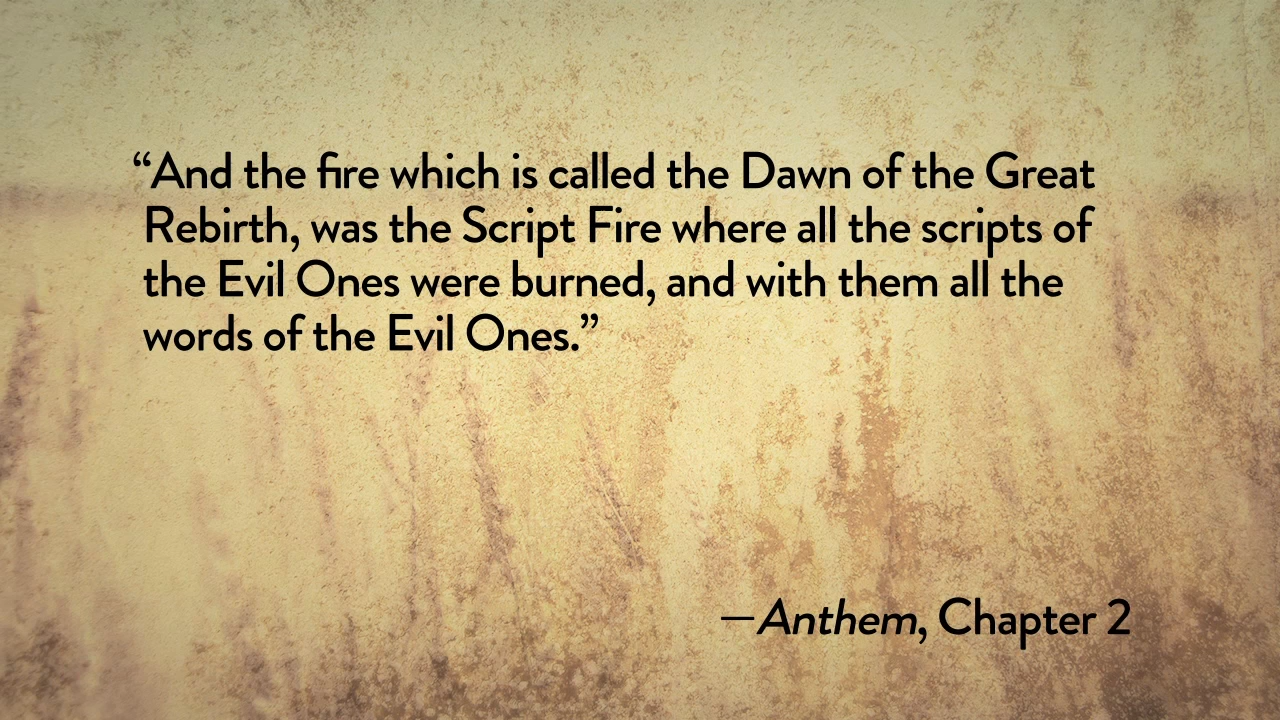 “And the fire which is called the Dawn of the Great
Rebirth, was the Script Fire where all the scripts of
the Evil Ones were burned, and with them all the
words of the Evil Ones.”
—Anthem, Chapter 2